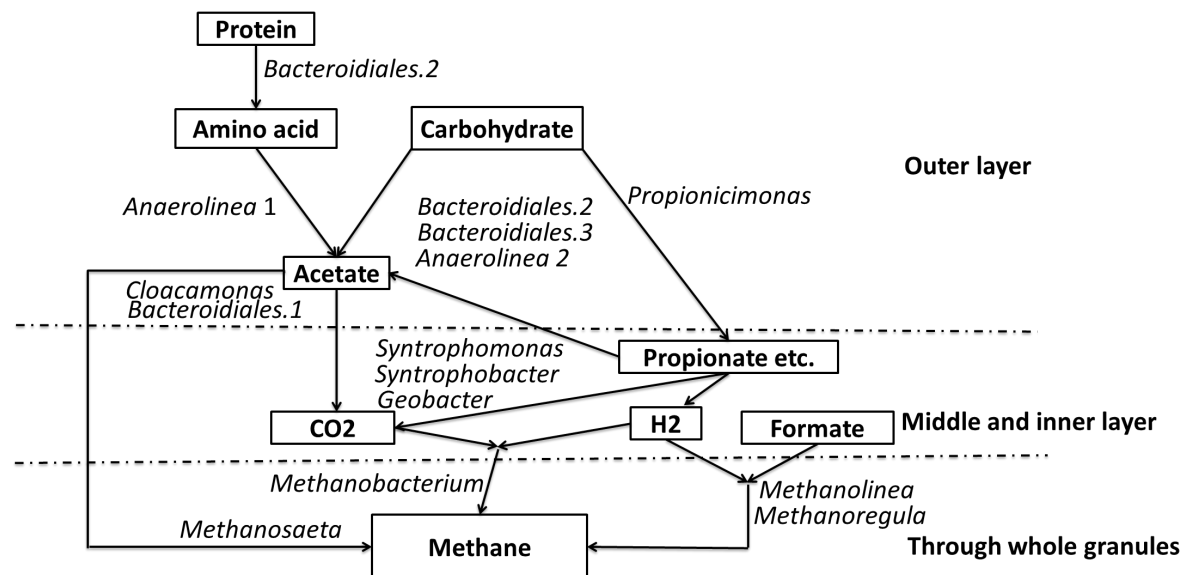 Protein
Bacteroidiales.2
Amino acid
Carbohydrate
Outer layer
Anaerolinea 1
Propionicimonas
Bacteroidiales.2
Bacteroidiales.3
Anaerolinea 2
Acetate
Cloacamonas
Bacteroidiales.1
Syntrophomonas
Syntrophobacter
Geobacter
Propionate etc.
CO2
H2
Formate
Middle and inner layer
Methanobacterium
Methanolinea
Methanoregula
Methanosaeta
Methane
Through whole granules